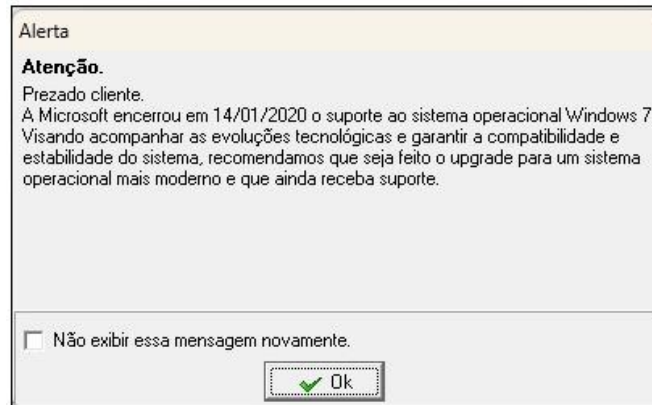 Alerta
Atenção.
Prezado cliente.
A Microsoft encerrou em 14/01/2020 o suporte ao sistema operacional Windows 7
Visando acompanhar as evoluções tecnológicas e garantir a compatibilidade e
estabilidade do sistema, recomendamos que seja feito o upgrade para um sistema
operacional mais moderno e que ainda receba suporte.
Não exibir essa mensagem novamente.
Ok